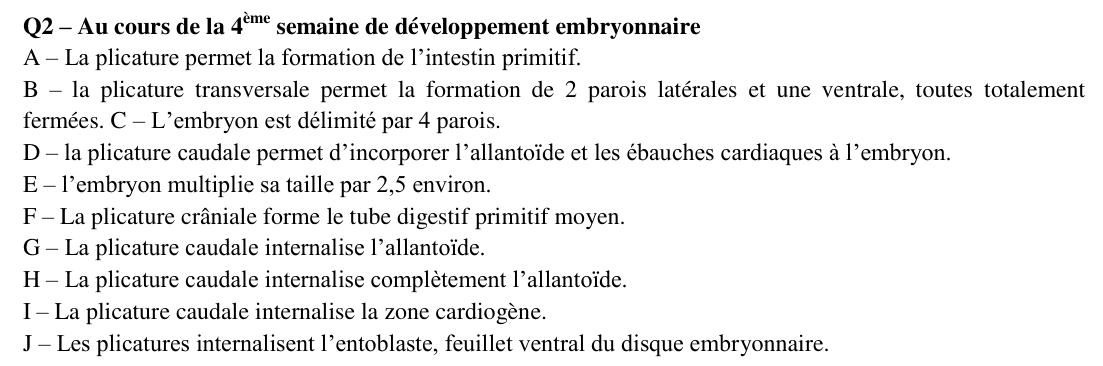 Q2 – Au cours de la 4ème semaine de développement embryonnaire
A – La plicature permet la formation de l'intestin primitif.
B – la plicature transversale permet la formation de 2 parois latérales et une ventrale, toutes totalement
fermées. C – L'embryon est délimité par 4 parois.
D – la plicature caudale permet d'incorporer l'allantoïde et les ébauches cardiaques à l'embryon.
E – l'embryon multiplie sa taille par 2,5 environ.
F – La plicature crâniale forme le tube digestif primitif moyen.
G – La plicature caudale internalise l'allantoïde.
H – La plicature caudale internalise complètement l'allantoïde.
I – La plicature caudale internalise la zone cardiogène.
J – Les plicatures internalisent l'entoblaste, feuillet ventral du disque embryonnaire.